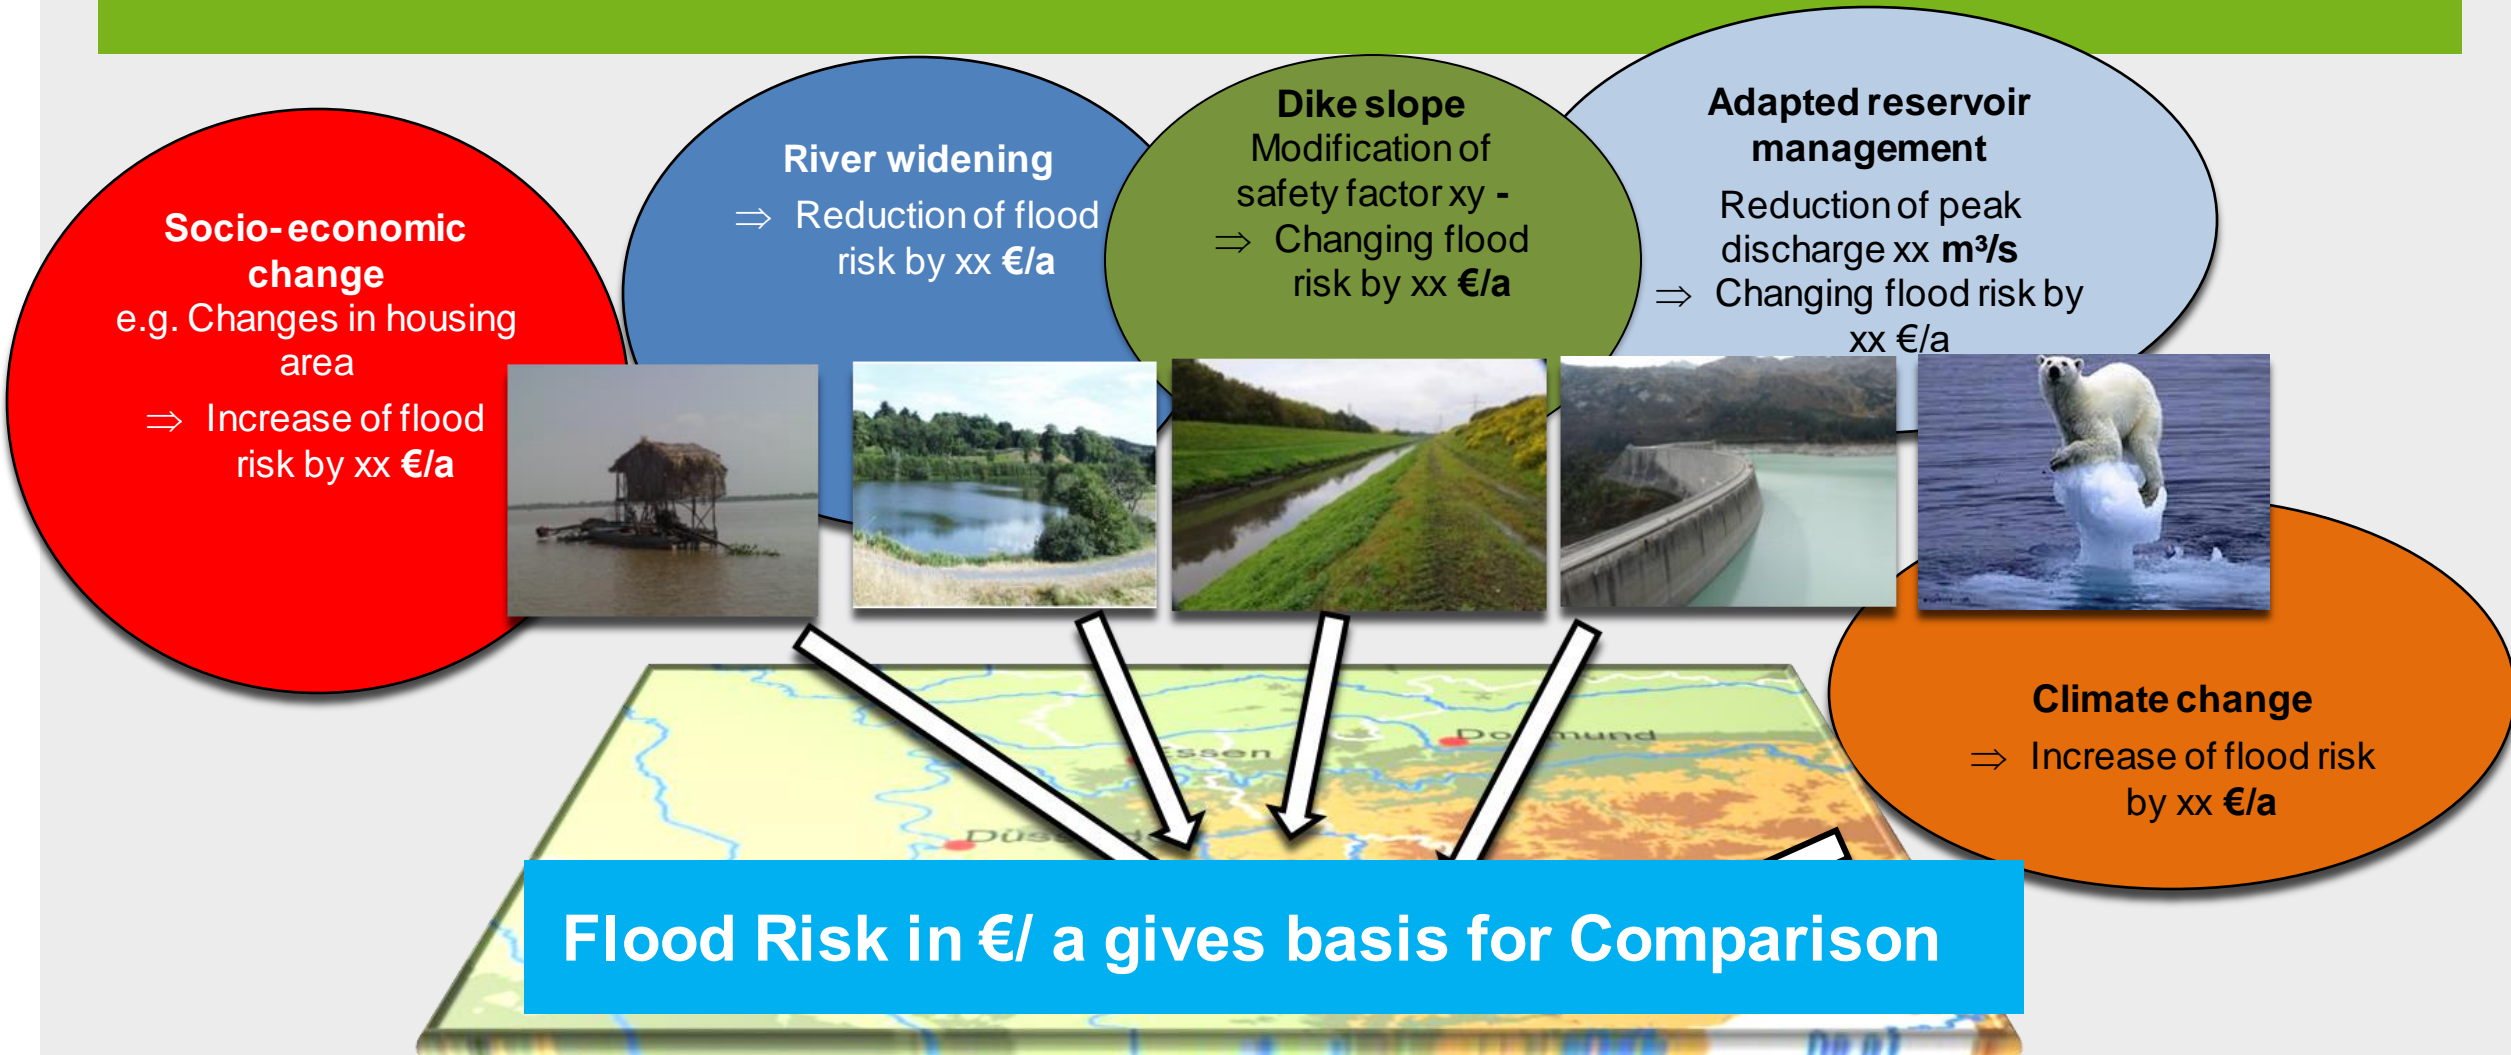 Socio- economic
change
e.g. Changes in housing
area
⇒ Increase of flood
risk by xx €/a
River widening
⇒ Reduction of flood
risk by xx €/a
Dike slope
Modification of
safety factor xy -
⇒ Changing flood
risk by xx €/a
Adapted reservoir
management
Reduction of peak
discharge xx m³/s
⇒ Changing flood risk by
xx €/a
Climate change
⇒ Increase of flood risk
by xx €/a
Essen
Flood Risk in €/ a gives basis for Comparison